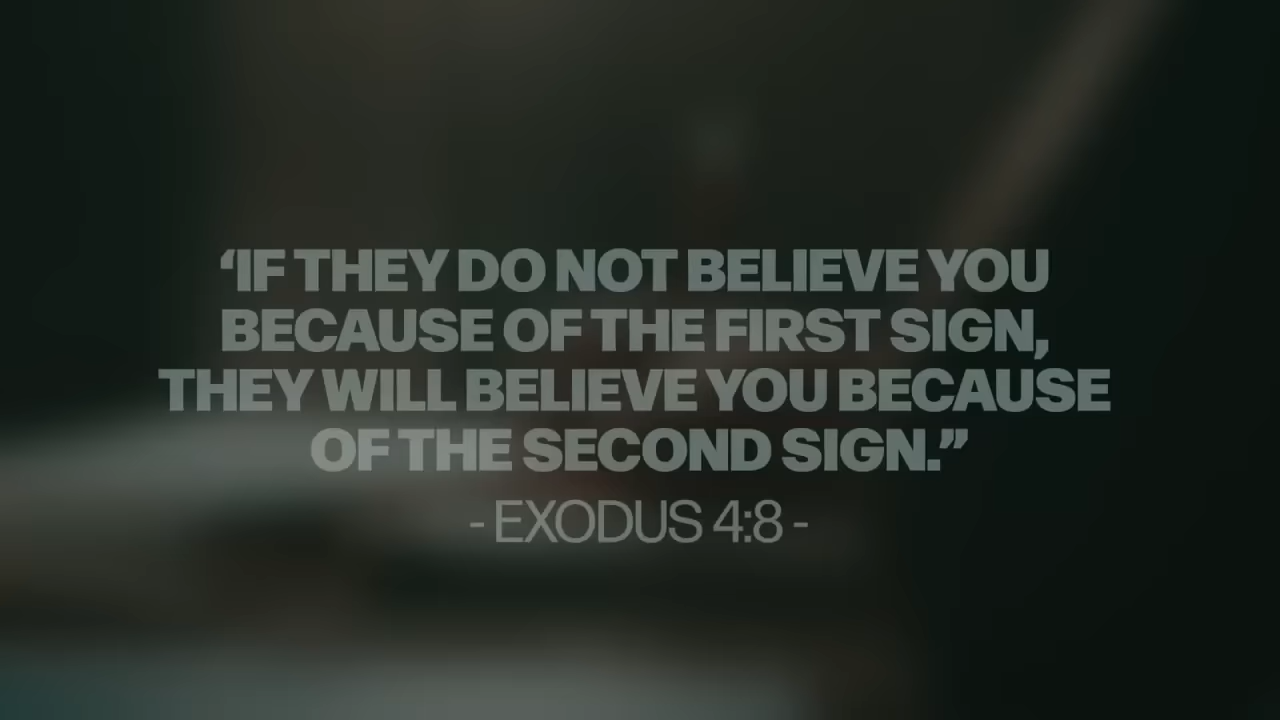 ‘IF THEY DO NOT BELIEVE YOU
BECAUSE OF THE FIRST SIGN,
THEY WILL BELIEVE YOU BECAUSE
OF THE SECOND SIGN.”
- EXODUS 4:8 -